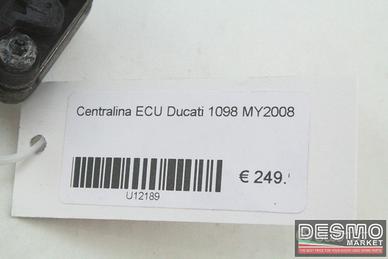 Centralina ECU Ducati 1098 MY2008
€ 249.
U12189
DESMO
MARKET